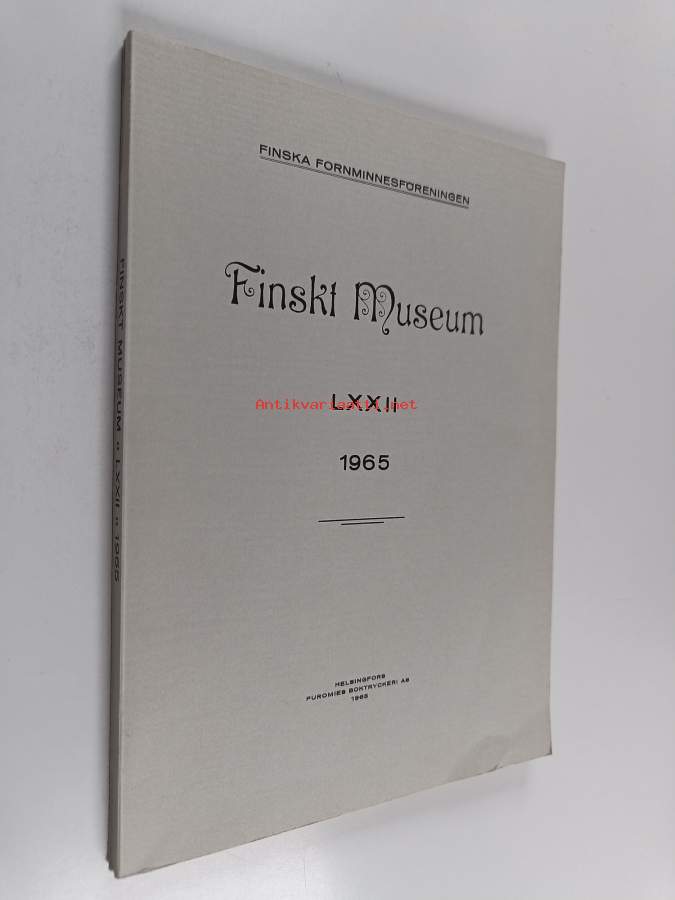 FINSKA FORNMINNESFÖRENINGEN
Finskt Museum
LXXII
Antikvariaatti.net
1965
HELSINGFORS
PUROMIES BOKTRYCKERI AB
1965
FINSKT MUSEUM » LXXII » 1965